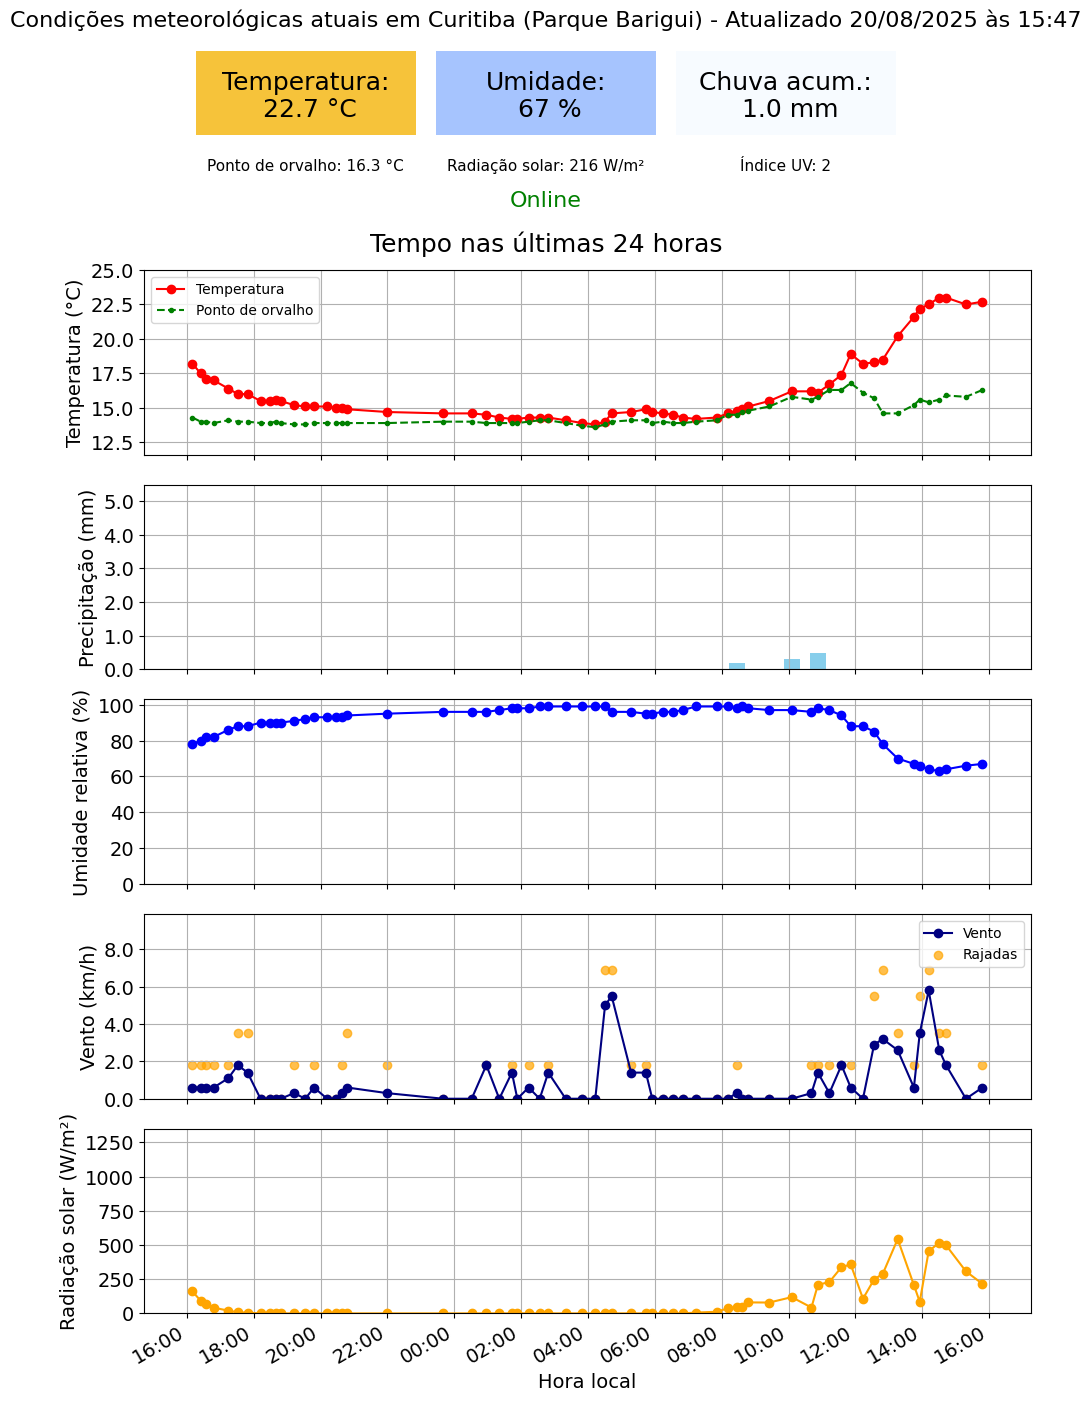 Condições meteorológicas atuais em Curitiba (Parque Barigui) - Atualizado 20/08/2025 às 15:47
Temperatura:
22.7 °C
Umidade:
67 %
Chuva acum.:
1.0 mm
Ponto de orvalho: 16.3 °C
Radiação solar: 216 W/m²
Índice UV: 2
Online
Tempo nas últimas 24 horas
Temperatura (°C)
25.0
22.5
20.0
17.5
15.0
12.5
Temperatura
Ponto de orvalho
Precipitação (mm)
5.0
4.0
3.0
2.0
1.0
0.0
Umidade relativa (%)
100
80
60
40
20
0
Vento (km/h)
8.0
6.0
4.0
2.0
0.0
Vento
Rajadas
Radiação solar (W/m²)
1250
1000
750
500
250
0
16:00
18:00
20:00
22:00
00:00
02:00
04:00
06:00
08:00
10:00
12:00
14:00
16:00
Hora local